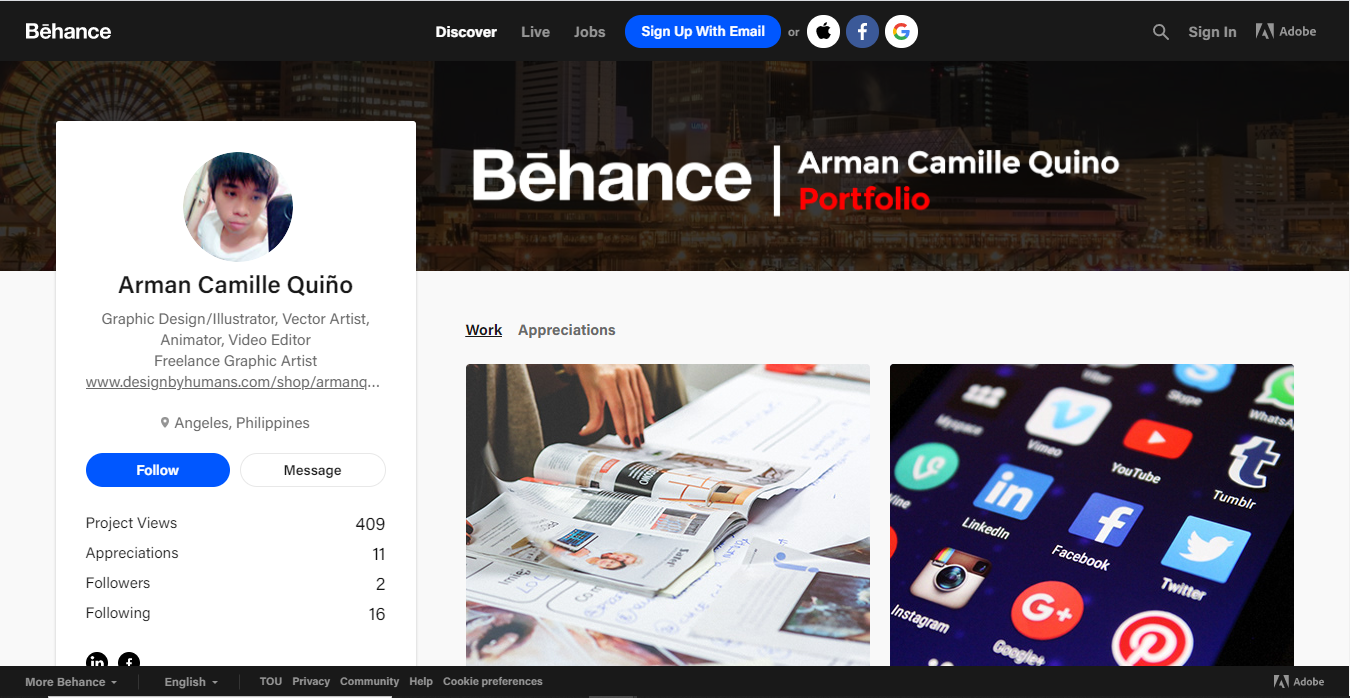 Bēhance
Discover Live Jobs Sign Up With Email or
Sign In Adobe
Bēhance | Arman Camille Quino
Portfolio
Arman Camille Quiño
Graphic Design/Illustrator, Vector Artist,
Animator, Video Editor
Freelance Graphic Artist
www.designbyhumans.com/shop/armanq...
Angeles, Philippines
Follow Message
Project Views 409
Appreciations 11
Followers 2
Following 16
Work Appreciations
Skype
WhatsA
Myspace
Vimeo
YouTube
Tumblr
Vine
LinkedIn
Facebook
Twitter
Instagram
Google+
More Behance English TOU Privacy Community Help Cookie preferences Adobe